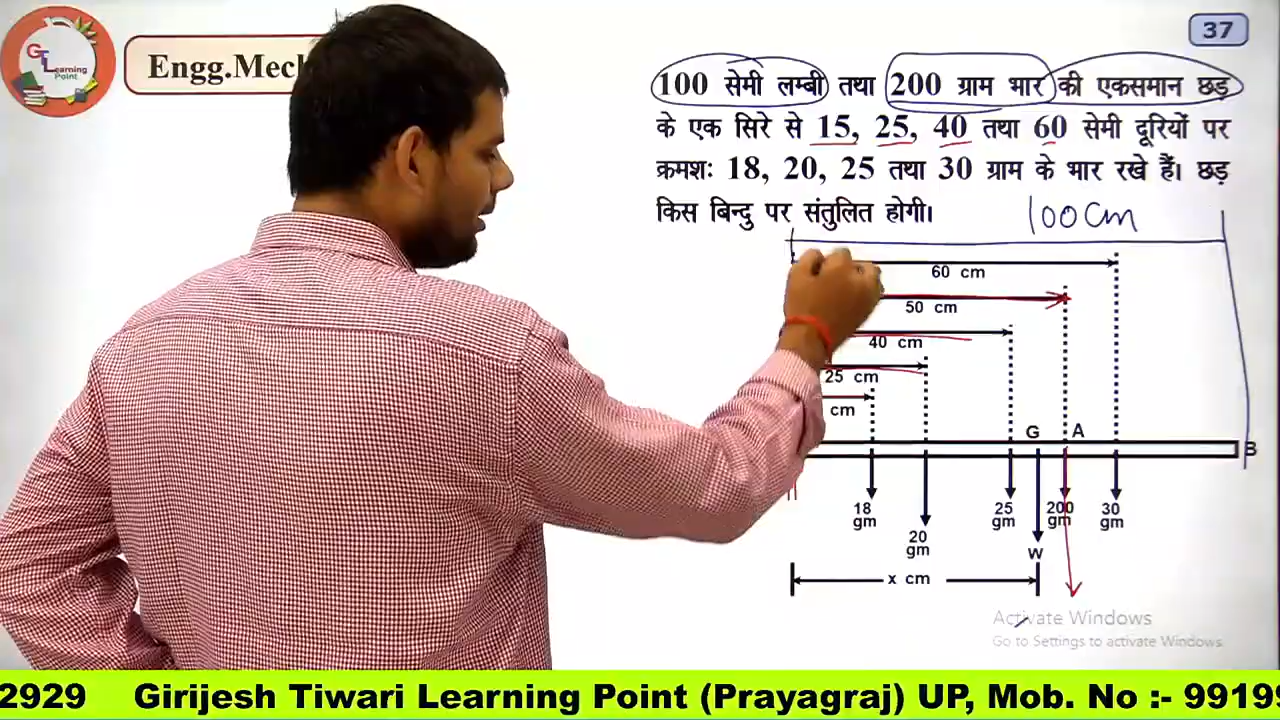 37
GT Learning Point
Engg.Mech
100 सेमी लम्बी तथा 200 ग्राम भार की एकसमान छड़
के एक सिरे से 15, 25, 40 तथा 60 सेमी दूरियों पर
क्रमशः 18, 20, 25 तथा 30 ग्राम के भार रखे हैं। छड़
किस बिन्दु पर संतुलित होगी।
100 cm
60 cm
50 cm
40 cm
25 cm
cm
G A
B
18 gm
20 gm
25 gm
200 gm
30 gm
W
x cm
Activate Windows
Go to Settings to activate Windows.
2929 Girijesh Tiwari Learning Point (Prayagraj) UP, Mob. No :- 9919